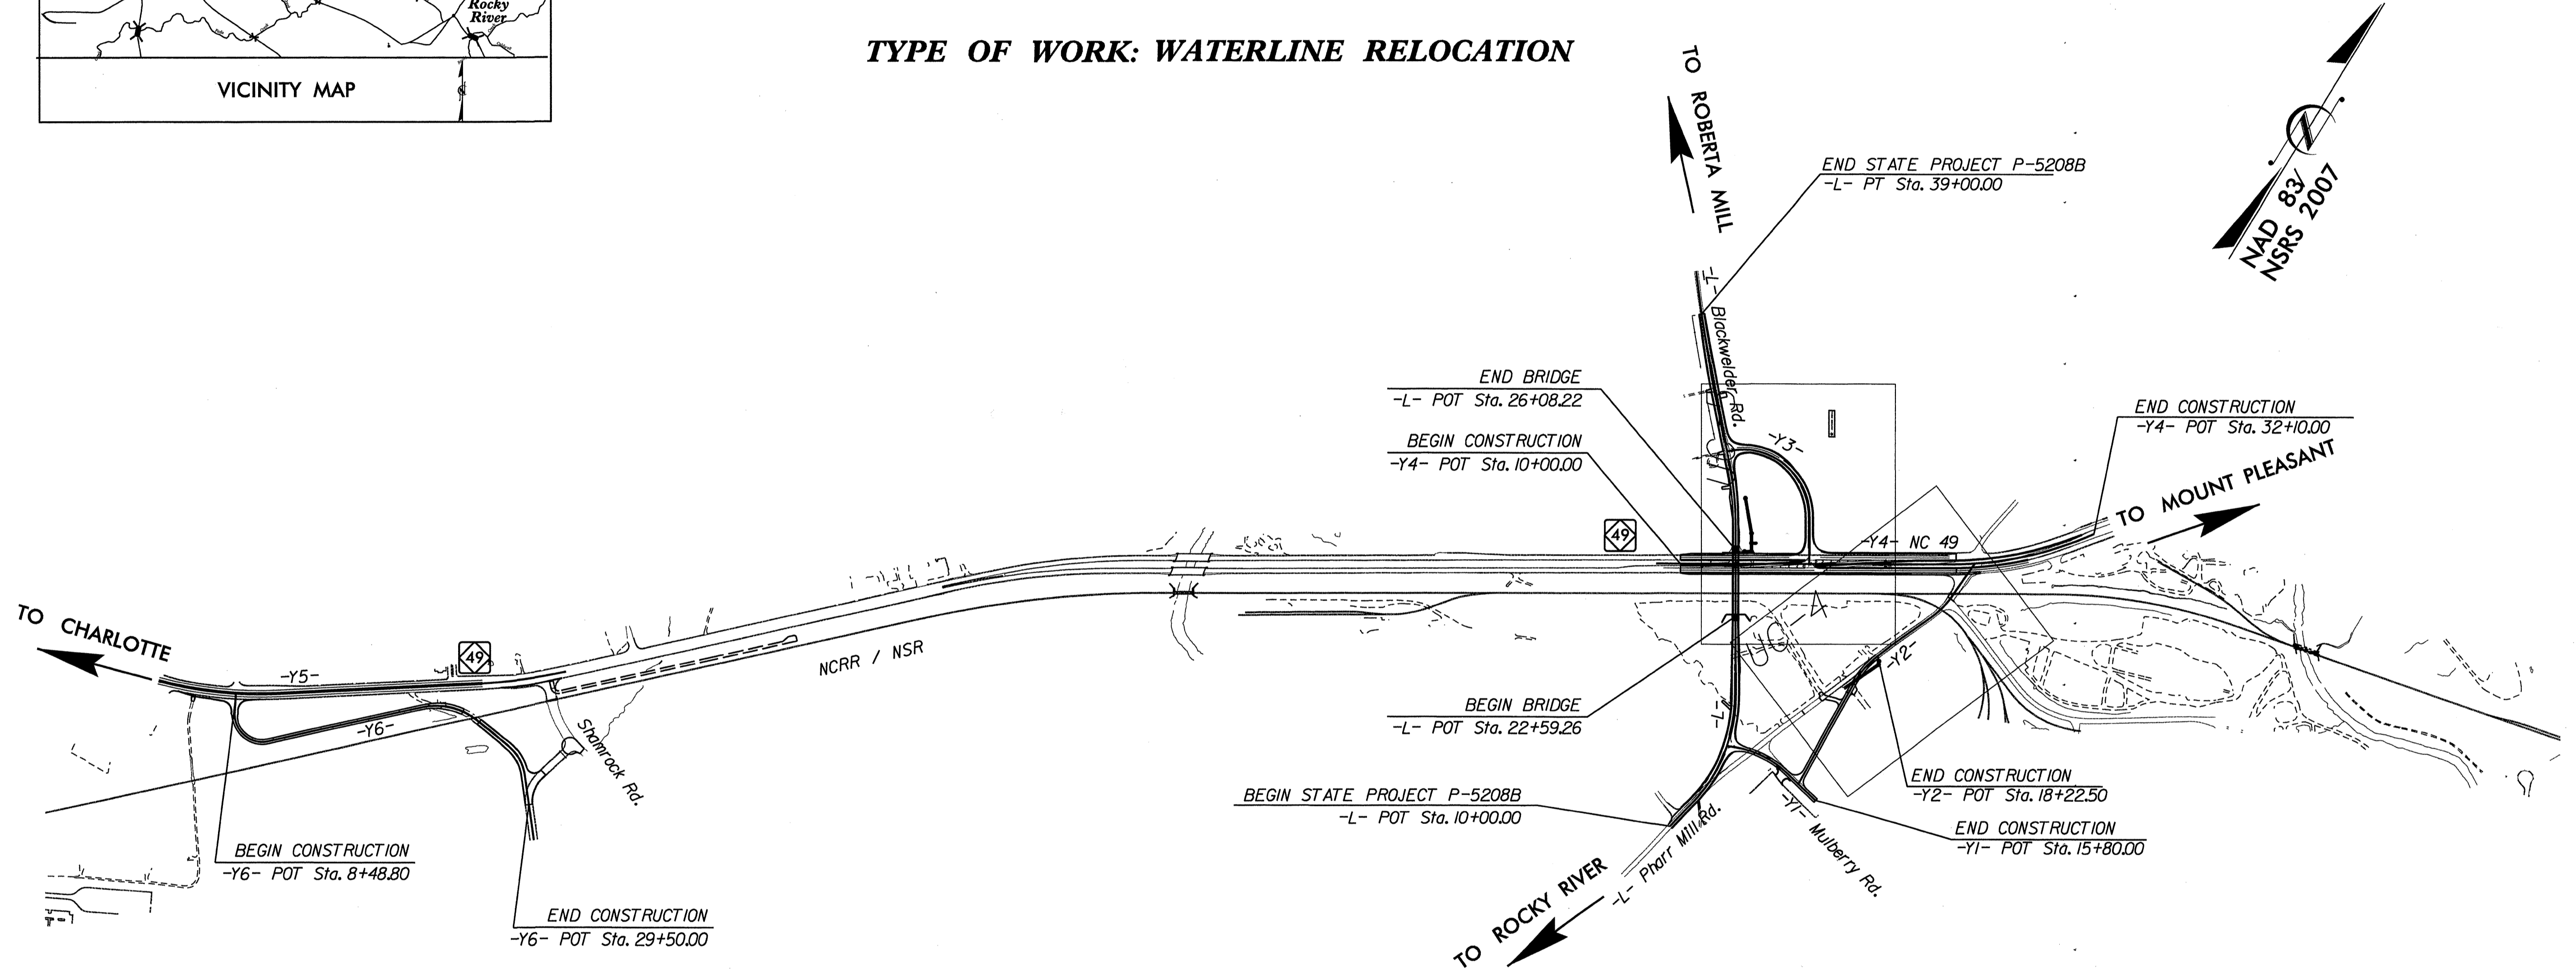 Rocky
River
VICINITY MAP
TYPE OF WORK: WATERLINE RELOCATION
TO ROBERTA MILL
NAD 83/
NSRS 2007
END STATE PROJECT P-5208B
-L- PT Sta. 39+00.00
-L- Blackwelder Rd.
END BRIDGE
-L- POT Sta. 26+08.22
BEGIN CONSTRUCTION
-Y4- POT Sta. 10+00.00
-Y3-
END CONSTRUCTION
-Y4- POT Sta. 32+10.00
TO MOUNT PLEASANT
49
-Y4- NC 49
TO CHARLOTTE
49
-Y5-
NCRR / NSR
UC-4
-Y2-
-Y6-
Shamrock Rd.
BEGIN BRIDGE
-L- POT Sta. 22+59.26
-L-
END CONSTRUCTION
-Y2- POT Sta. 18+22.50
BEGIN STATE PROJECT P-5208B
-L- POT Sta. 10+00.00
-Y1- Mulberry Rd.
END CONSTRUCTION
-Y1- POT Sta. 15+80.00
BEGIN CONSTRUCTION
-Y6- POT Sta. 8+48.80
-L- Pharr Mill Rd.
TO ROCKY RIVER
END CONSTRUCTION
-Y6- POT Sta. 29+50.00